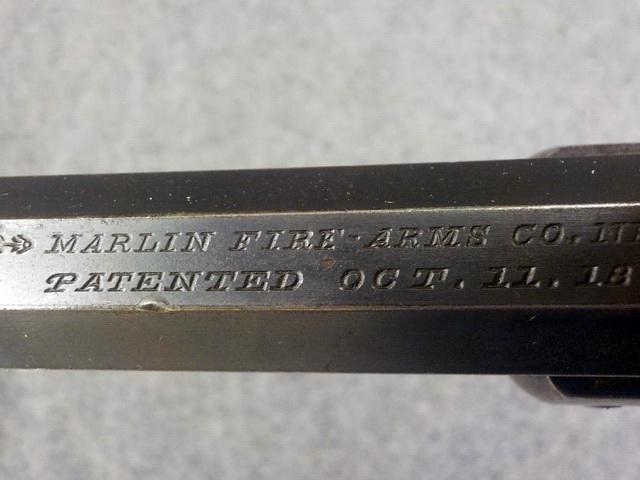 MARLIN FIRE-ARMS CO.
PATENTED OCT. 11. 18